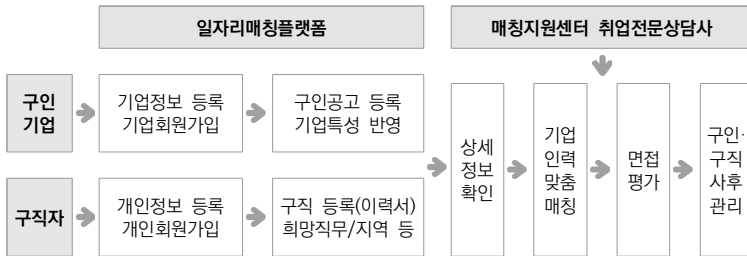 일자리매칭플랫폼
매칭지원센터 취업전문상담사
구인
기업
기업정보 등록
기업회원가입
구인공고 등록
기업특성 반영
구직자
개인정보 등록
개인회원가입
구직 등록(이력서)
희망직무/지역 등
상세
정보
확인
기업
인력
맞춤
매칭
면접
평가
구인·
구직
사후
관리